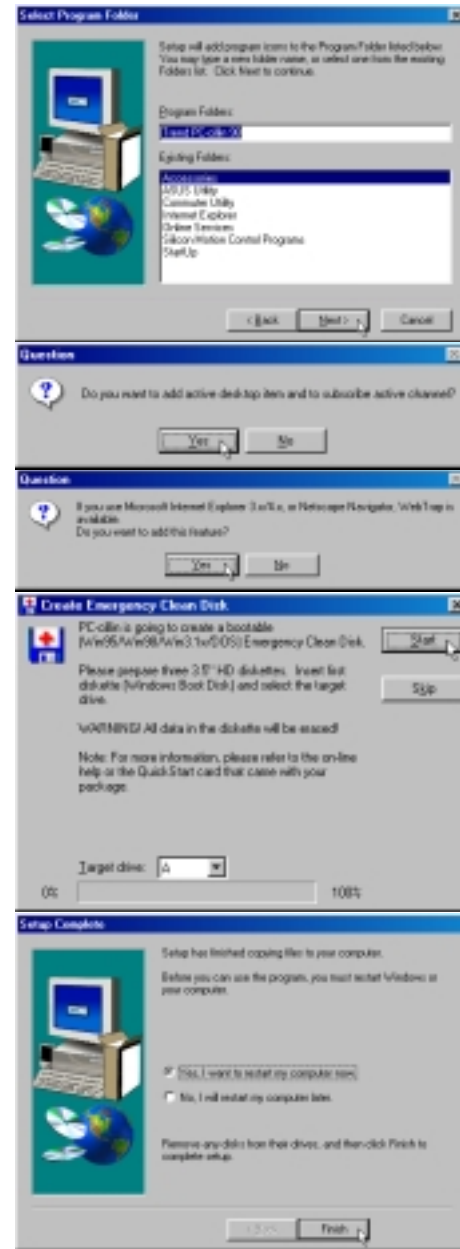 Select Program Folder
Setup will add program icons to the Program Folder listed below.
You may type a new folder name, or select one from the existing
Folders list. Click Next to continue.
Program Folders:
Trend PC-cillin 98
Existing Folders:
Accessories
ASUS Utility
Commuter Utility
Internet Explorer
Online Services
Silicon Motion Control Programs
StartUp
< Back
Next >
Cancel
Question
Do you want to add active desktop item and to subscribe active channel?
Yes
No
Question
If you use Microsoft Internet Explorer 3.x/4.x, or Netscape Navigator, WebTrap is
available.
Do you want to add this feature?
Yes
No
Create Emergency Clean Disk
PC-cillin is going to create a bootable
(Win95/Win98/Win3.1x/DOS) Emergency Clean Disk.
Start
Please prepare three 3.5" HD diskettes. Insert first
diskette (Windows Boot Disk) and select the target
drive.
Skip
WARNING! All data in the diskette will be erased!
Note: For more information, please refer to the on-line
help or the QuickStart card that came with your
package.
Target drive: A
0%
100%
Setup Complete
Setup has finished copying files to your computer.
Before you can use the program, you must restart Windows or
your computer.
Yes, I want to restart my computer now.
No, I will restart my computer later.
Remove any disks from their drives, and then click Finish to
complete setup.
< Back
Finish